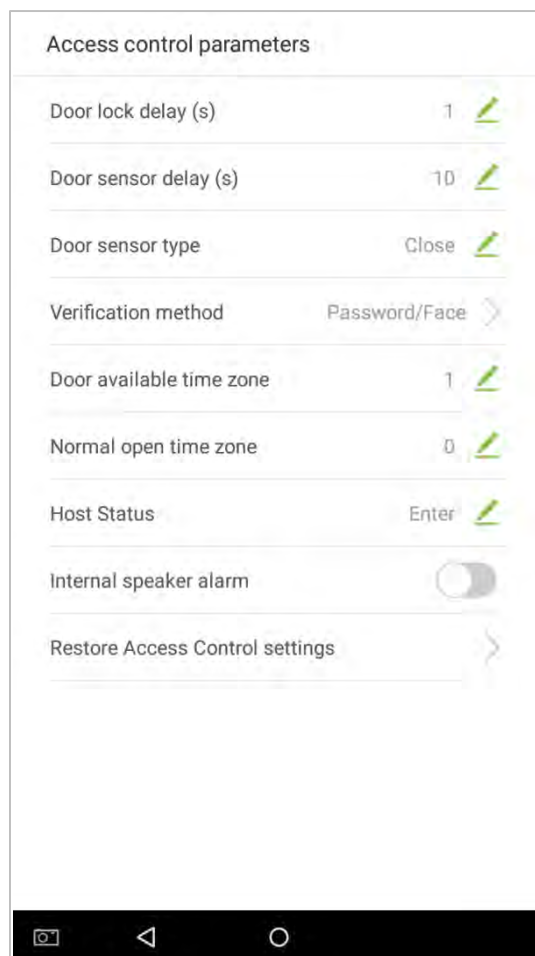 Access control parameters
Door lock delay (s) 1
Door sensor delay (s) 10
Door sensor type Close
Verification method Password/Face
Door available time zone 1
Normal open time zone 0
Host Status Enter
Internal speaker alarm
Restore Access Control settings